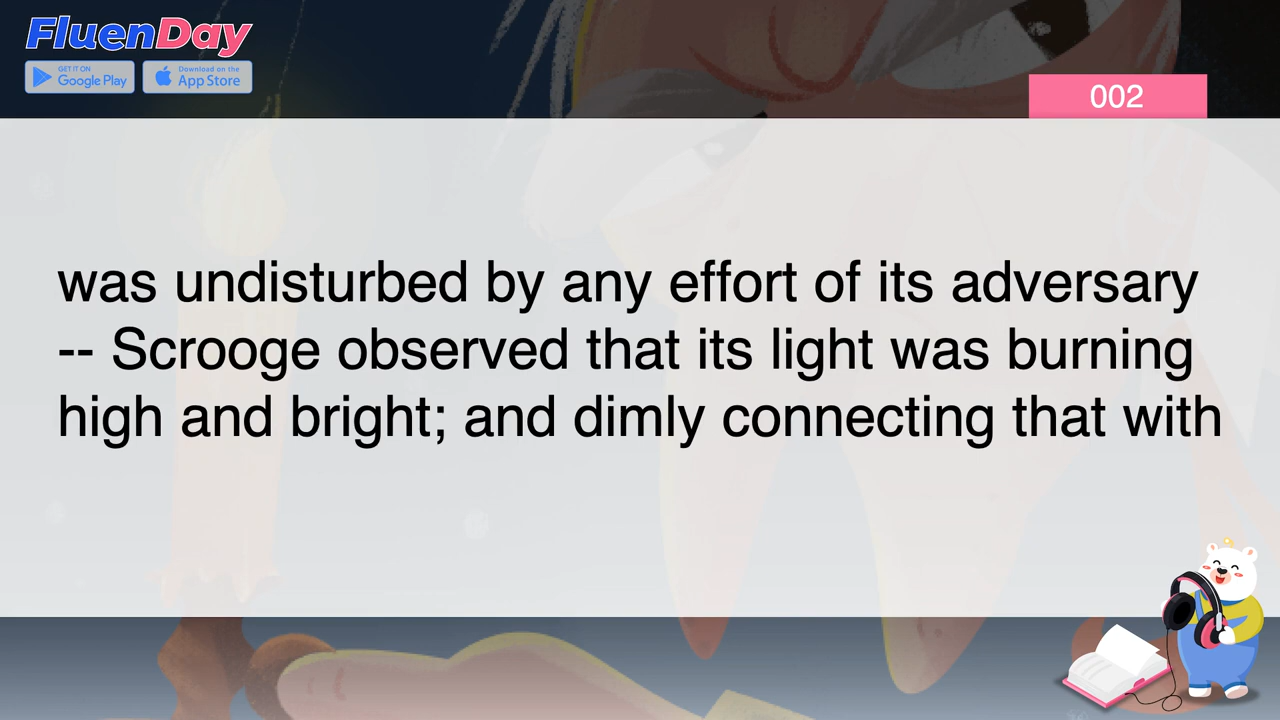 FluenDay
GET IT ON
Google Play
Download on the
App Store
002
was undisturbed by any effort of its adversary
-- Scrooge observed that its light was burning
high and bright; and dimly connecting that with